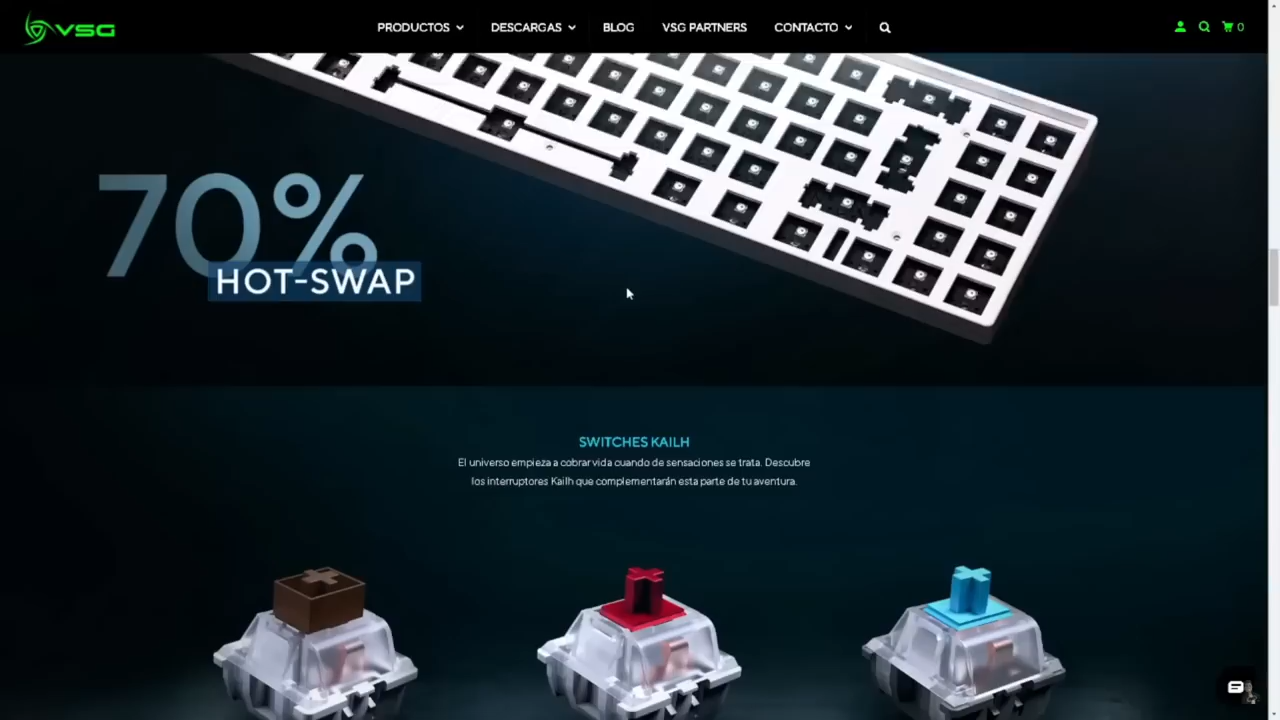 VSG
PRODUCTOS
DESCARGAS
BLOG
VSG PARTNERS
CONTACTO
0
70%
HOT-SWAP
SWITCHES KAILH
El universo empieza a cobrar vida cuando de sensaciones se trata. Descubre
los interruptores Kailh que complementarán esta parte de tu aventura.